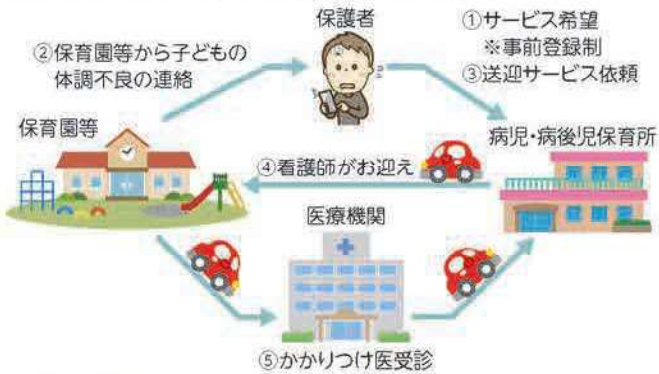 保護者
①サービス希望
※事前登録制
③送迎サービス依頼
②保育園等から子どもの
体調不良の連絡
保育園等
病児・病後児保育所
④看護師がお迎え
医療機関
⑤かかりつけ医受診